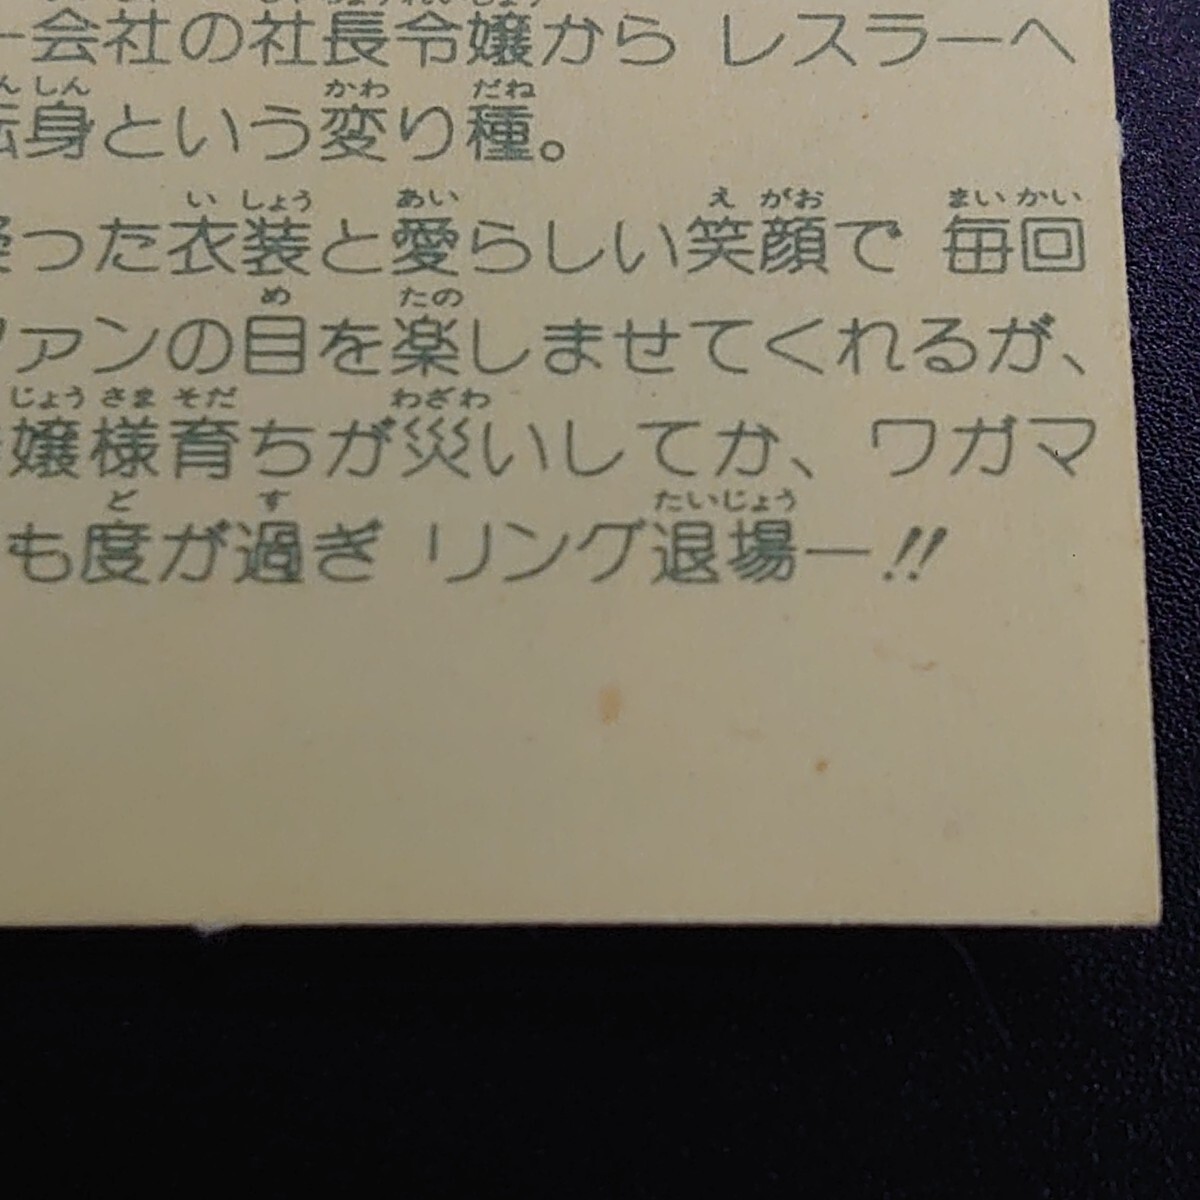 会社の社長令嬢から レスラーへ
転身という変り種。
凝った衣装と愛らしい笑顔で 毎回
ファンの目を楽しませてくれるが、
嬢様育ちが災いしてか、ワガマ
も度が過ぎ リング退場ー!!